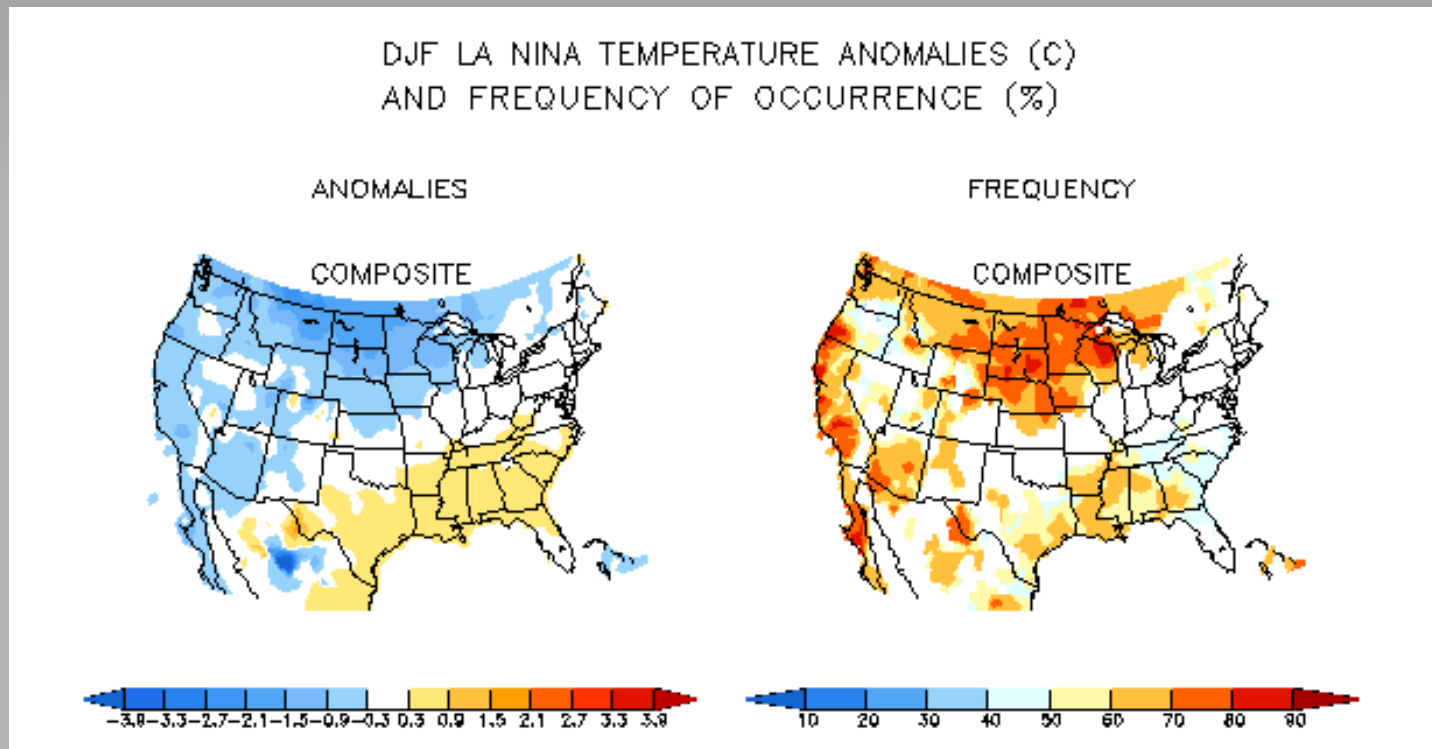 DJF LA NINA TEMPERATURE ANOMALIES (C)
AND FREQUENCY OF OCCURRENCE (%)
ANOMALIES
FREQUENCY
COMPOSITE
COMPOSITE
-3.9 -3.3 -2.7 -2.1 -1.5 -0.9 -0.3 0.3 0.9 1.5 2.1 2.7 3.3 3.9
10 20 30 40 50 60 70 80 90